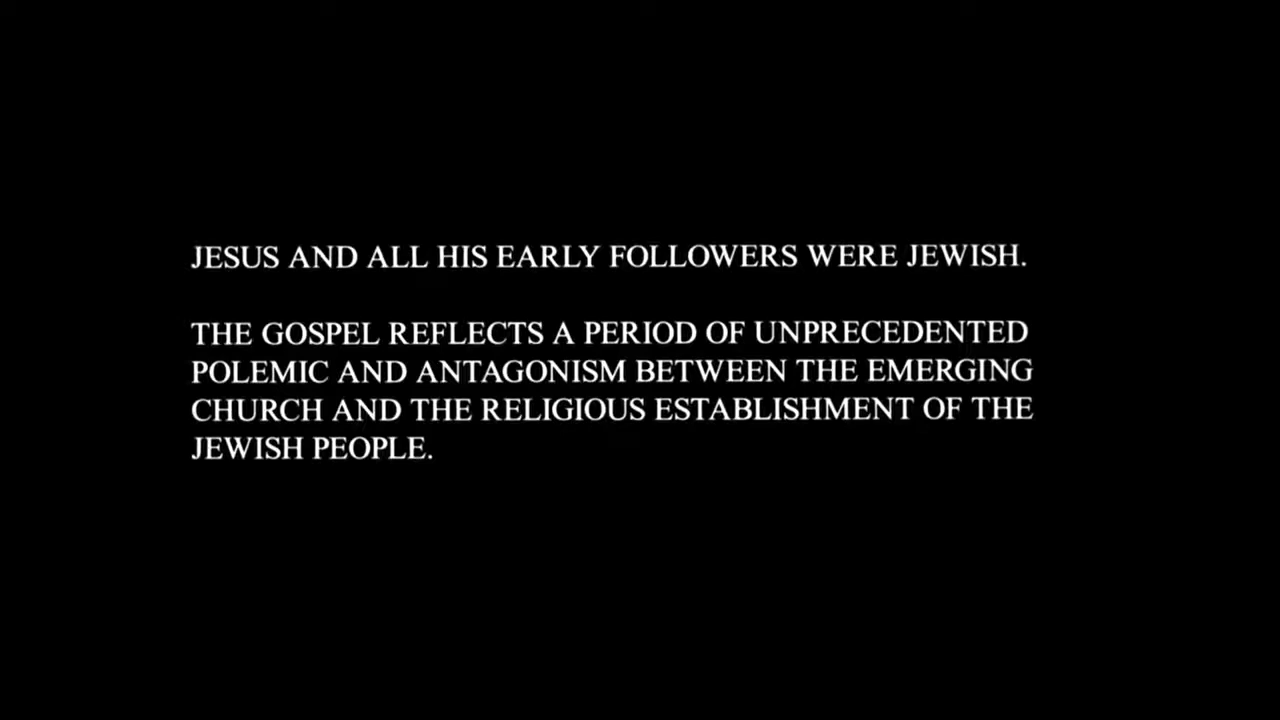 JESUS AND ALL HIS EARLY FOLLOWERS WERE JEWISH.
THE GOSPEL REFLECTS A PERIOD OF UNPRECEDENTED
POLEMIC AND ANTAGONISM BETWEEN THE EMERGING
CHURCH AND THE RELIGIOUS ESTABLISHMENT OF THE
JEWISH PEOPLE.